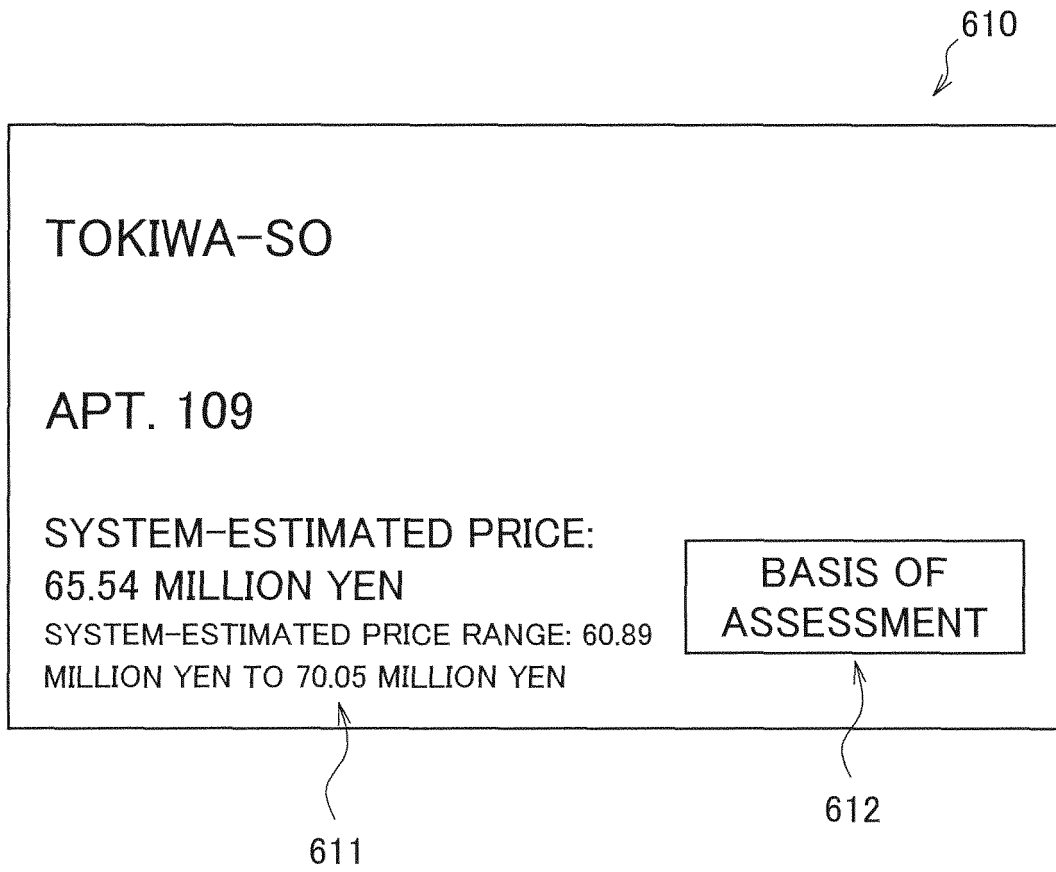 610
TOKIWA-SO
APT. 109
SYSTEM-ESTIMATED PRICE:
65.54 MILLION YEN
SYSTEM-ESTIMATED PRICE RANGE: 60.89
MILLION YEN TO 70.05 MILLION YEN
BASIS OF
ASSESSMENT
612
611